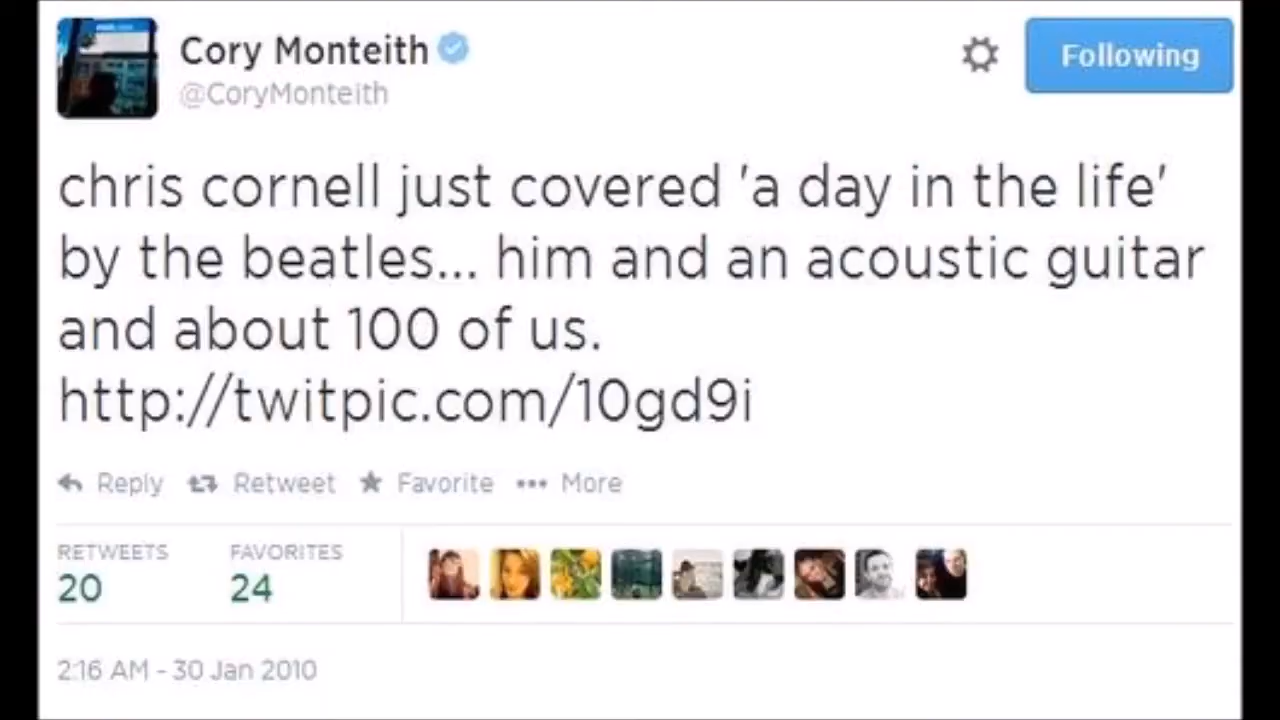 Cory Monteith
@CoryMonteith
Following
chris cornell just covered 'a day in the life'
by the beatles... him and an acoustic guitar
and about 100 of us.
http://twitpic.com/10gd9i
Reply Retweet Favorite More
RETWEETS FAVORITES
20 24
2:16 AM - 30 Jan 2010